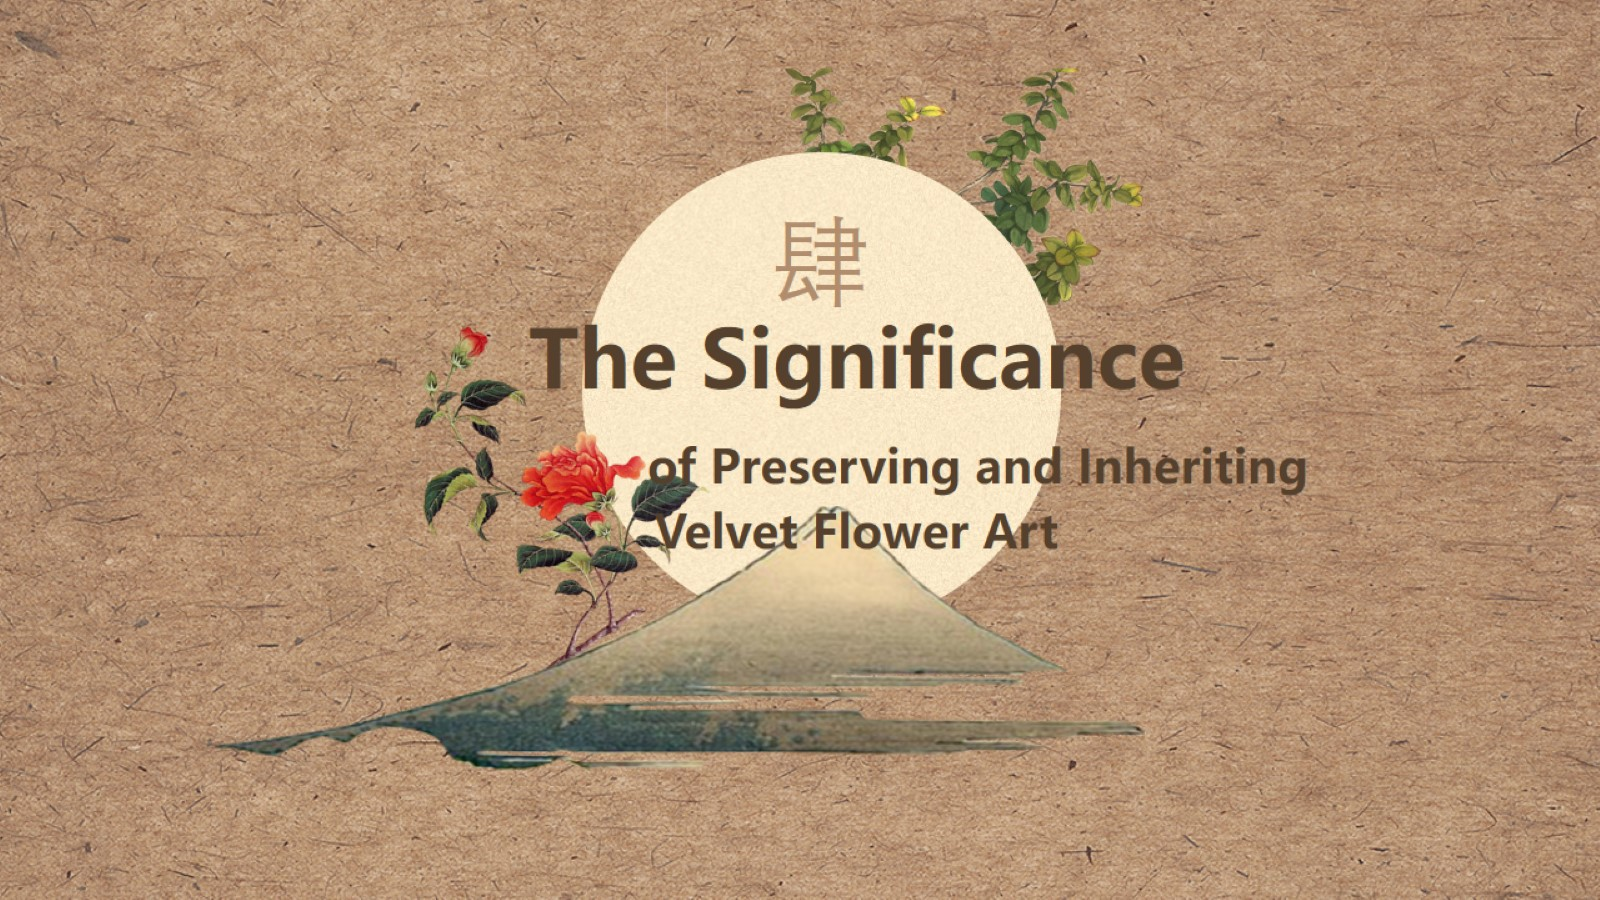 肆
The Significance
of Preserving and Inheriting
Velvet Flower Art